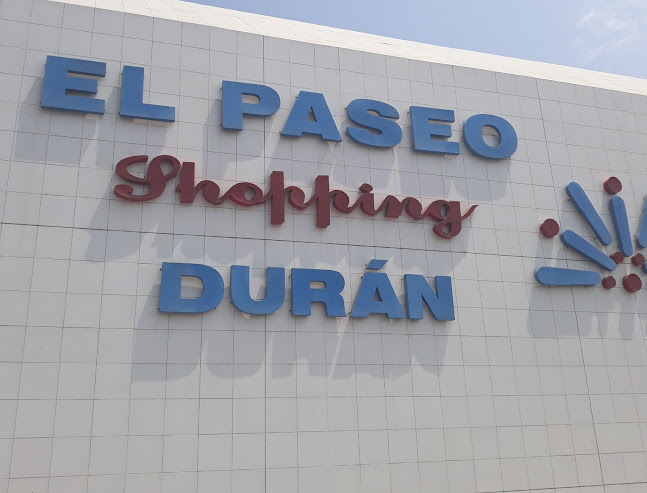 EL PASEO
Shopping
DURÁN